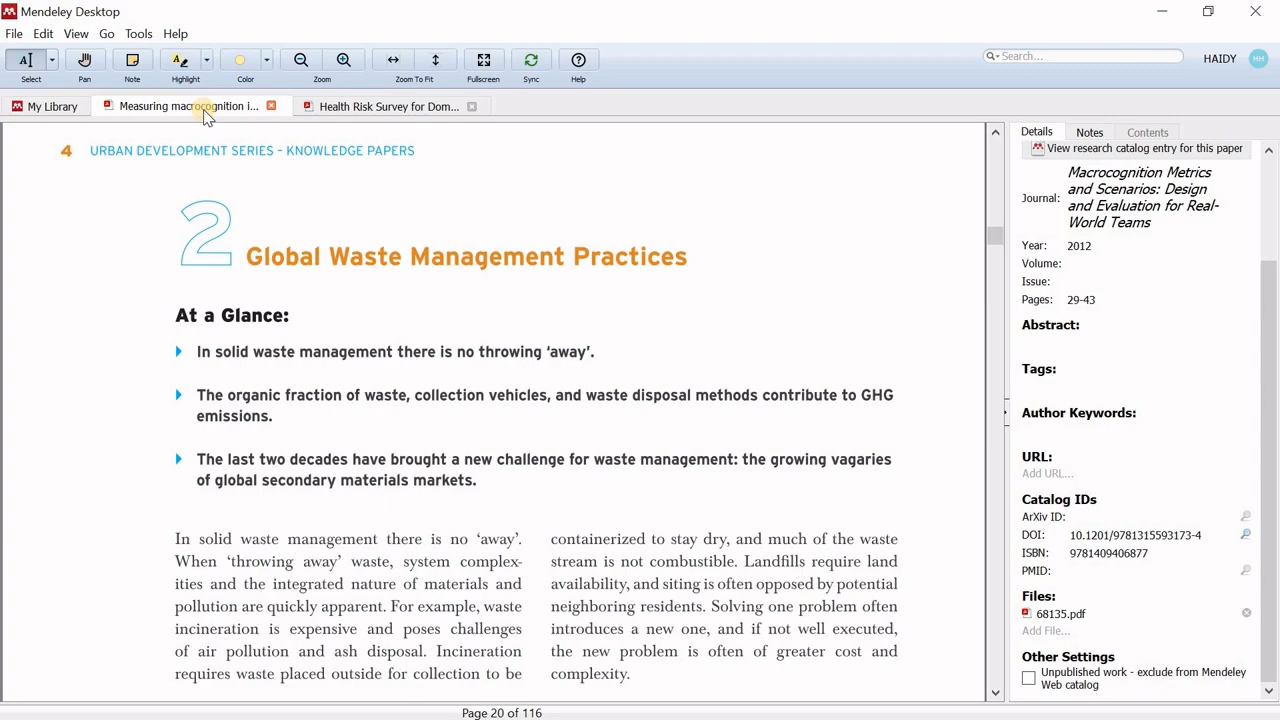 Mendeley Desktop
File Edit View Go Tools Help
Select Pan Note Highlight Color Zoom Zoom To Fit Fullscreen Sync Help
Search...
HAIDY HH
My Library
Measuring macrocognition i...
Health Risk Survey for Dom...
4 URBAN DEVELOPMENT SERIES – KNOWLEDGE PAPERS
2 Global Waste Management Practices
At a Glance:
In solid waste management there is no throwing ‘away’.
The organic fraction of waste, collection vehicles, and waste disposal methods contribute to GHG
emissions.
The last two decades have brought a new challenge for waste management: the growing vagaries
of global secondary materials markets.
In solid waste management there is no ‘away’.
When ‘throwing away’ waste, system complex-
ities and the integrated nature of materials and
pollution are quickly apparent. For example, waste
incineration is expensive and poses challenges
of air pollution and ash disposal. Incineration
requires waste placed outside for collection to be
containerized to stay dry, and much of the waste
stream is not combustible. Landfills require land
availability, and siting is often opposed by potential
neighboring residents. Solving one problem often
introduces a new one, and if not well executed,
the new problem is often of greater cost and
complexity.
Page 20 of 116
Details Notes Contents
View research catalog entry for this paper
Journal: Macrocognition Metrics
and Scenarios: Design
and Evaluation for Real-
World Teams
Year: 2012
Volume:
Issue:
Pages: 29-43
Abstract:
Tags:
Author Keywords:
URL:
Add URL...
Catalog IDs
ArXiv ID:
DOI: 10.1201/9781315593173-4
ISBN: 9781409406877
PMID:
Files:
68135.pdf
Add File...
Other Settings
Unpublished work - exclude from Mendeley
Web catalog